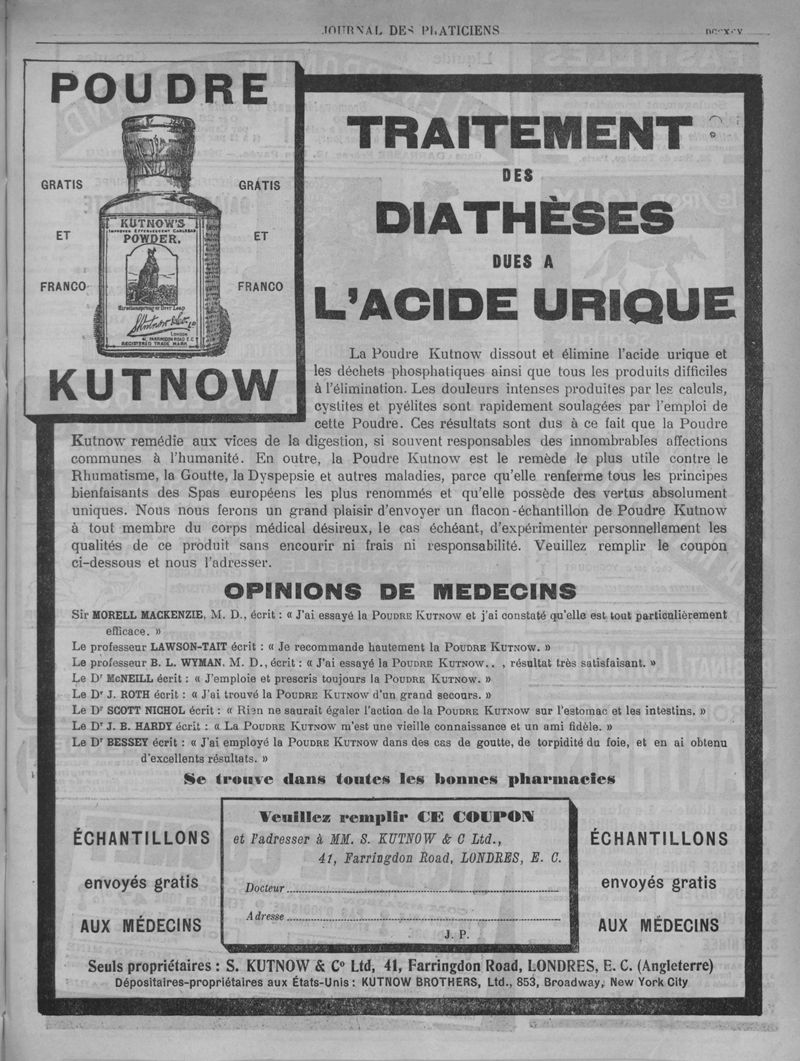 JOURNAL DES PRATICIENS
POUDRE
GRATIS
ET
FRANCO
KUTNOW'S
IMPROVED EFFERVESCENT CARLSBAD
POWDER.
Hirschensprung or Deer Leap
LONDON
41, FARRINGDON ROAD E.C
REGISTERED TRADE MARK
GRATIS
ET
FRANCO
KUTNOW
TRAITEMENT
DES
DIATHÈSES
DUES A
L'ACIDE URIQUE
La Poudre Kutnow dissout et élimine l'acide urique et
les déchets phosphatiques ainsi que tous les produits difficiles
à l'élimination. Les douleurs intenses produites par les calculs,
cystites et pyélites sont rapidement soulagées par l'emploi de
cette Poudre. Ces résultats sont dus à ce fait que la Poudre
Kutnow remédie aux vices de la digestion, si souvent responsables des innombrables affections
communes à l'humanité. En outre, la Poudre Kutnow est le remède le plus utile contre le
Rhumatisme, la Goutte, la Dyspepsie et autres maladies, parce qu'elle renferme tous les principes
bienfaisants des Spas européens les plus renommés et qu'elle possède des vertus absolument
uniques. Nous nous ferons un grand plaisir d'envoyer un flacon-échantillon de Poudre Kutnow
à tout membre du corps médical désireux, le cas échéant, d'expérimenter personnellement les
qualités de ce produit sans encourir ni frais ni responsabilité. Veuillez remplir le coupon
ci-dessous et nous l'adresser.
OPINIONS DE MEDECINS
Sir MORELL MACKENZIE, M. D., écrit : « J'ai essayé la POUDRE KUTNOW et j'ai constaté qu'elle est tout particulièrement
efficace. »
Le professeur LAWSON-TAIT écrit : « Je recommande hautement la POUDRE KUTNOW. »
Le professeur B. L. WYMAN. M. D., écrit : « J'ai essayé la POUDRE KUTNOW.. , résultat très satisfaisant. »
Le Dr McNEILL écrit : « J'emploie et prescris toujours la POUDRE KUTNOW. »
Le Dr J. ROTH écrit : « J'ai trouvé la POUDRE KUTNOW d'un grand secours. »
Le Dr SCOTT NICHOL écrit : « Rien ne saurait égaler l'action de la POUDRE KUTNOW sur l'estomac et les intestins. »
Le Dr J. B. HARDY écrit : « La POUDRE KUTNOW m'est une vieille connaissance et un ami fidèle. »
Le Dr BESSEY écrit : « J'ai employé la POUDRE KUTNOW dans des cas de goutte, de torpidité du foie, et en ai obtenu
d'excellents résultats. »
Se trouve dans toutes les bonnes pharmacies
ÉCHANTILLONS
envoyés gratis
AUX MÉDECINS
Veuillez remplir CE COUPON
et l'adresser à MM. S. KUTNOW & C Ltd.,
41, Farringdon Road, LONDRES, E. C.
Docteur
Adresse
J. P.
ÉCHANTILLONS
envoyés gratis
AUX MÉDECINS
Seuls propriétaires : S. KUTNOW & Co Ltd, 41, Farringdon Road, LONDRES, E. C. (Angleterre)
Dépositaires-propriétaires aux États-Unis : KUTNOW BROTHERS, Ltd., 853, Broadway, New York City